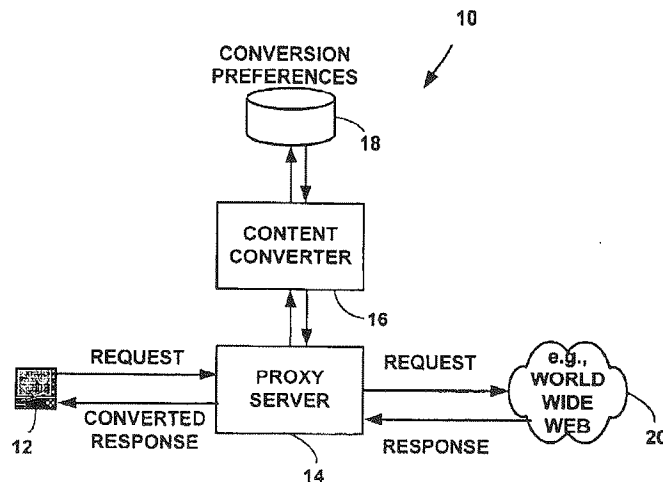 10
CONVERSION
PREFERENCES
18
CONTENT
CONVERTER
16
REQUEST
PROXY
SERVER
REQUEST
e.g.,
WORLD
WIDE
WEB
CONVERTED
RESPONSE
RESPONSE
12
14
20